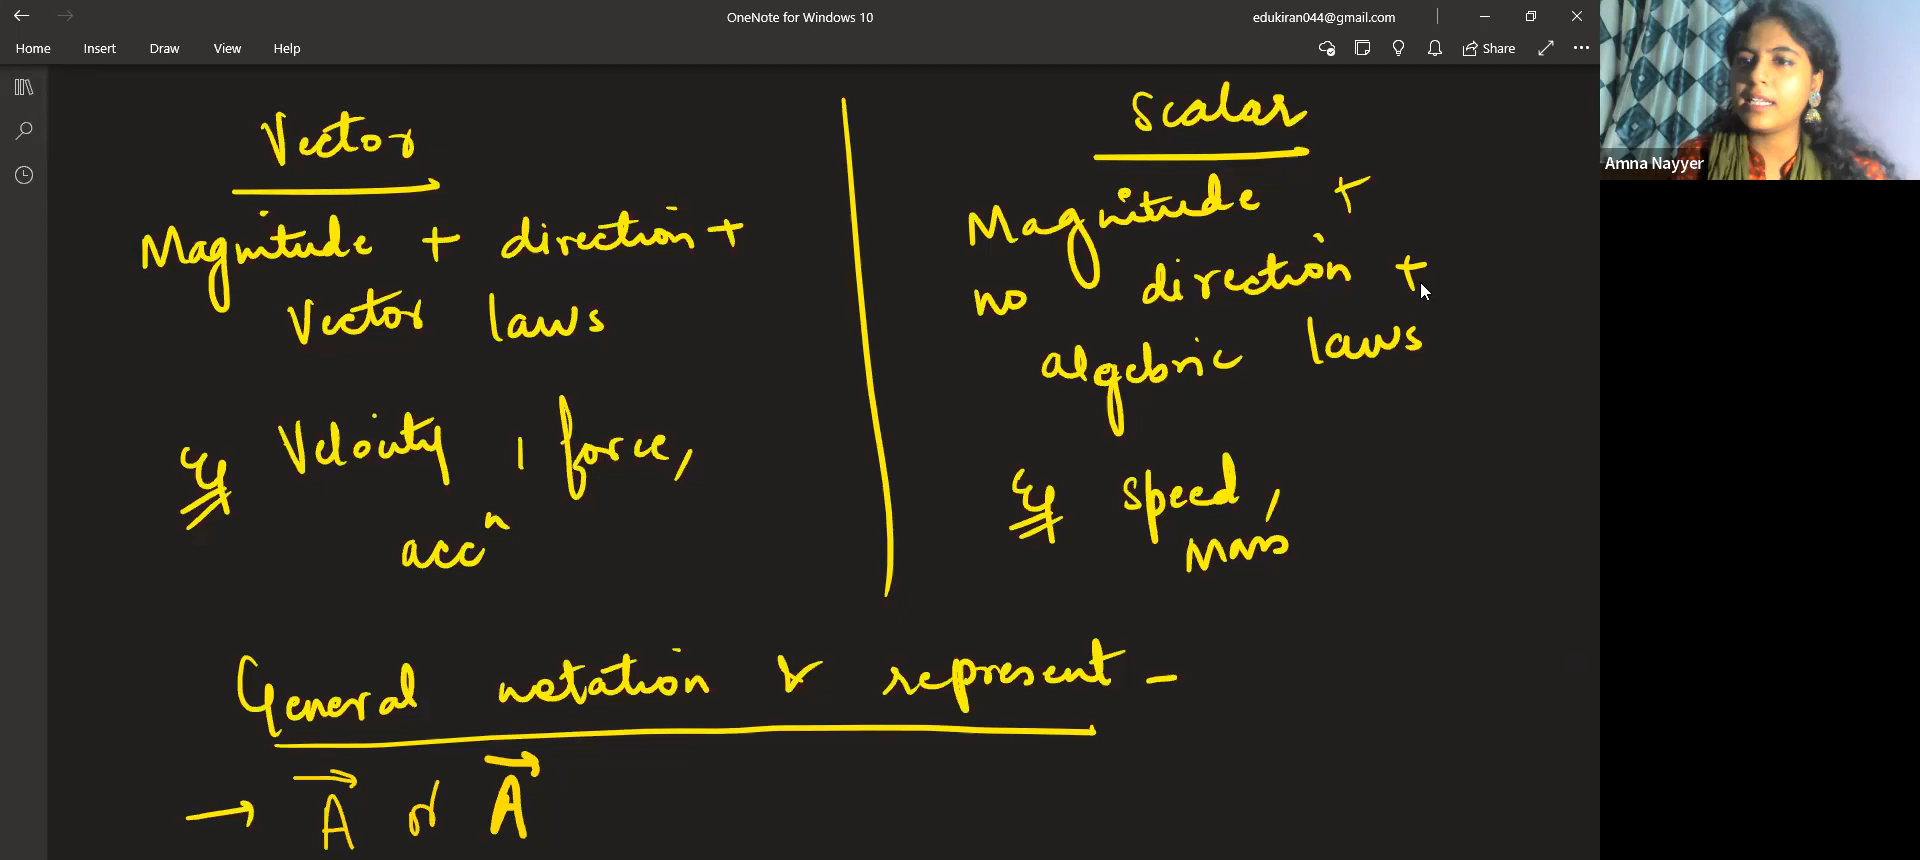 OneNote for Windows 10
edukiran044@gmail.com
Home Insert Draw View Help
Share
Amna Nayyer
Vector
Magnitude + direction +
Vector laws
Eg Velocity, force,
accⁿ
Scalar
Magnitude +
no direction +
algebric laws
Eg speed,
Mass
General notation & represent -
→ A or A